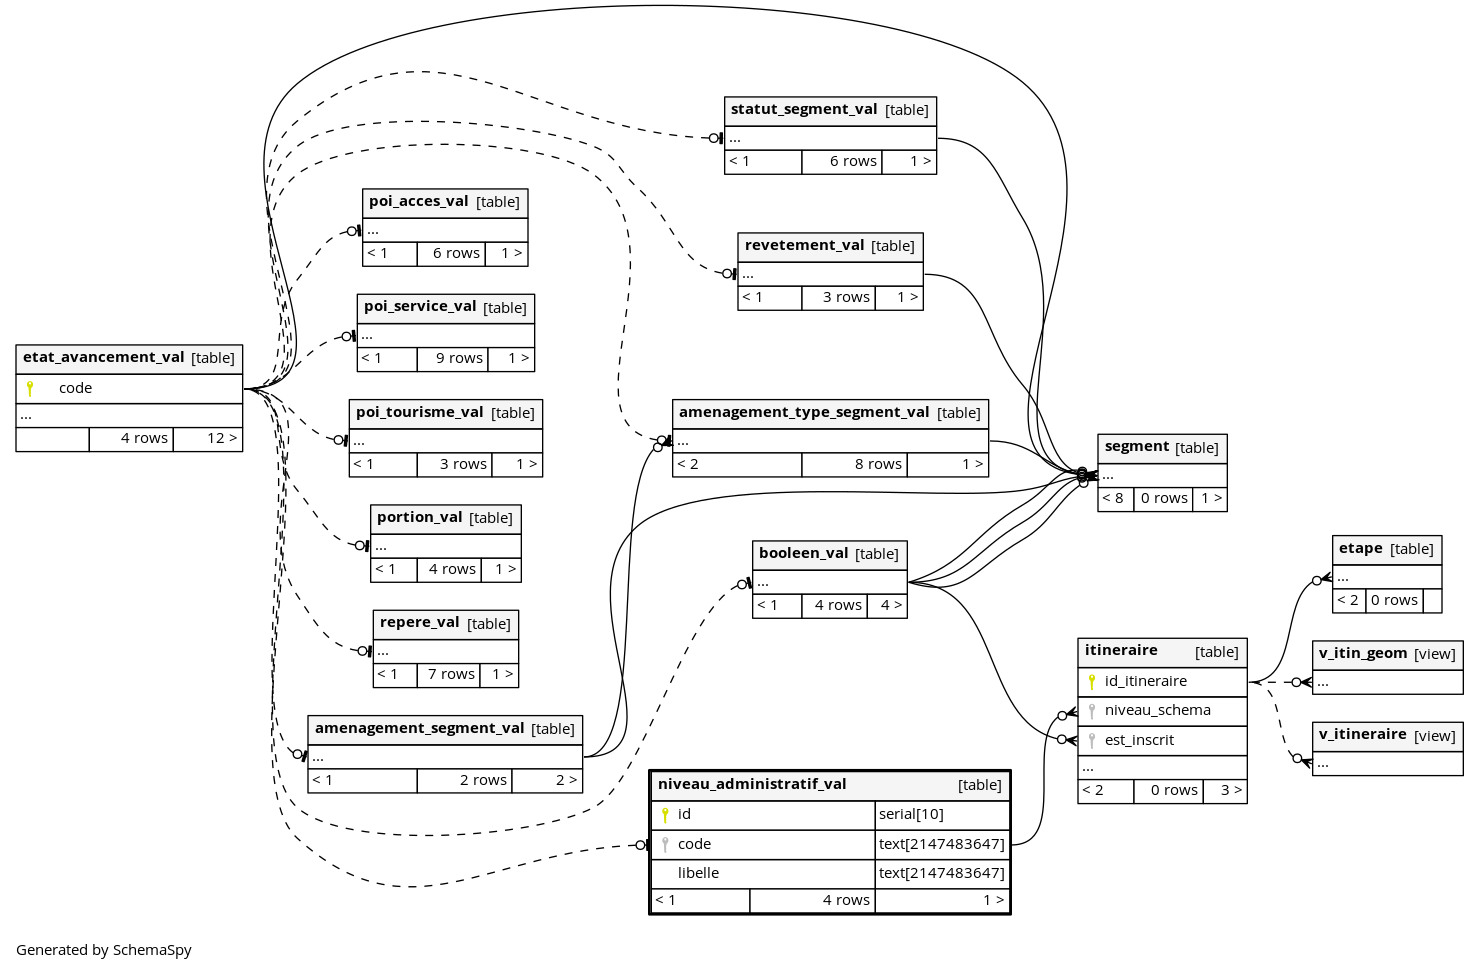 statut_segment_val [table]
...
< 1 6 rows 1 >
poi_acces_val [table]
...
< 1 6 rows 1 >
revetement_val [table]
...
< 1 3 rows 1 >
poi_service_val [table]
...
< 1 9 rows 1 >
etat_avancement_val [table]
code
...
4 rows 12 >
poi_tourisme_val [table]
...
< 1 3 rows 1 >
amenagement_type_segment_val [table]
...
< 2 8 rows 1 >
segment [table]
...
< 8 0 rows 1 >
portion_val [table]
...
< 1 4 rows 1 >
booleen_val [table]
...
< 1 4 rows 4 >
etape [table]
...
< 2 0 rows
repere_val [table]
...
< 1 7 rows 1 >
itineraire [table]
id_itineraire
niveau_schema
est_inscrit
...
< 2 0 rows 3 >
v_itin_geom [view]
...
v_itineraire [view]
...
amenagement_segment_val [table]
...
< 1 2 rows 2 >
niveau_administratif_val [table]
id serial[10]
code text[2147483647]
libelle text[2147483647]
< 1 4 rows 1 >
Generated by SchemaSpy